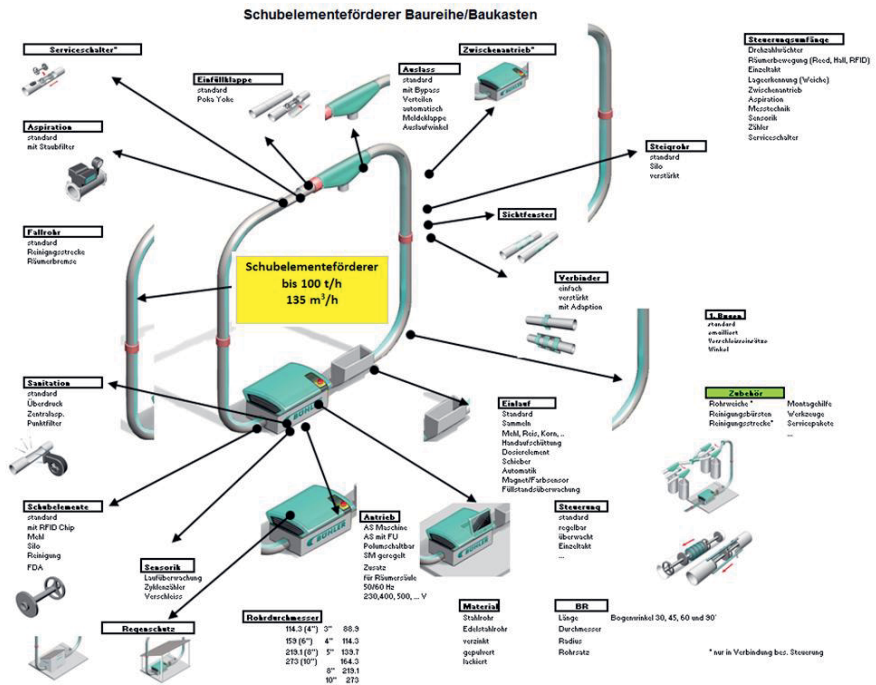 Schubelementeförderer Baureihe/Baukasten
Serviceschalter*
Aspiration
standard
mit Staubfilter
Fallrohr
standard
Reinigngsstrecke
Räumerbremse
Sanitation
standard
Überdruck
Zentralsp.
Punktfilter
Schubelemente
standard
mit RFID Chip
Mehl
Silo
Reinigung
FDA
Einfüllklappe
standard
Poka Yoke
Auslass
standard
mit Bypass
Verteilen
automatisch
Meldeklappe
Auslaufwinkel
Zwischenantrieb*
Steuerungsumfänge
Drehzahlwächter
Räumerbewegung (Reed, Hall, RFID)
Einzeltakt
Lageerkennung (Weiche)
Zwischenantrieb
Aspiration
Messtechnik
Sensorik
Zähler
Serviceschalter
Steigrohr
standard
Silo
verstärkt
Sichtfenster
Verbinder
einfach
verstärkt
mit Adaption
Schubelementeförderer
bis 100 t/h
135 m³/h
BÜHLER
1. Bogen
standard
emailliert
Verschleisseinsätze
Winkel
Einlauf
Standard
Sammeln
Mehl, Reis, Korn, ..
Handaufschüttung
Dosierelement
Schieber
Automatik
Magnet/Farbsensor
Füllstandsüberwachung
Zubehör
Rohrweiche * Montagehilfe
Reinigungsbürsten Werkzeuge
Reinigungsstrecke* Servicepakete
...
Sensorik
Laufüberwachung
Zyklenzähler
Verschleiss
BÜHLER
Antrieb
AS Maschine
AS mit FU
Polumschaltbar
SM geregelt
Zusatz
für Räumersäule
50/60 Hz
230,400, 500, ... V
BÜHLER
Steuerung
standard
regelbar
überwacht
Einzeltakt
...
Regenschutz
Rohrdurchmesser
114.3 (4") 3" 88.9
159 (6") 4" 114.3
219.1 (8") 5" 139.7
273 (10") 164.3
8" 219.1
10" 273
Material
Stahlrohr
Edelstahlrohr
verzinkt
gepulvert
lackiert
BR
Länge Bogenwinkel 30, 45, 60 und 90°
Durchmesser
Radius
Rohrsatz
* nur in Verbindung bes. Steuerung